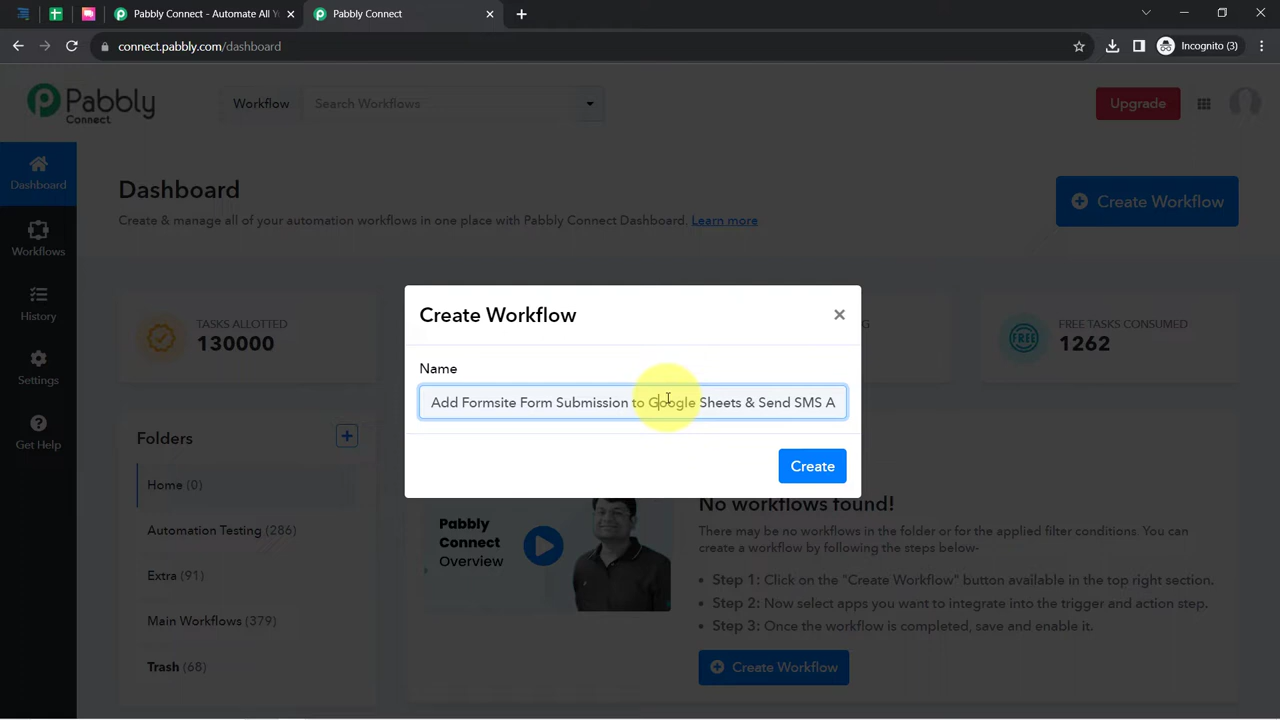 Pabbly Connect - Automate All Y
Pabbly Connect
connect.pabbly.com/dashboard
Incognito (3)
Pabbly
Connect
Workflow
Search Workflows
Upgrade
Dashboard
Workflows
History
Settings
Get Help
Dashboard
Create & manage all of your automation workflows in one place with Pabbly Connect Dashboard. Learn more
Create Workflow
TASKS ALLOTTED
130000
FREE TASKS CONSUMED
1262
Create Workflow
Name
Add Formsite Form Submission to Google Sheets & Send SMS A
Create
Folders
Home (0)
Automation Testing (286)
Extra (91)
Main Workflows (379)
Trash (68)
Pabbly
Connect
Overview
No workflows found!
There may be no workflows in the folder or for the applied filter conditions. You can
create a workflow by following the steps below-
Step 1: Click on the "Create Workflow" button available in the top right section.
Step 2: Now select apps you want to integrate into the trigger and action step.
Step 3: Once the workflow is completed, save and enable it.
Create Workflow